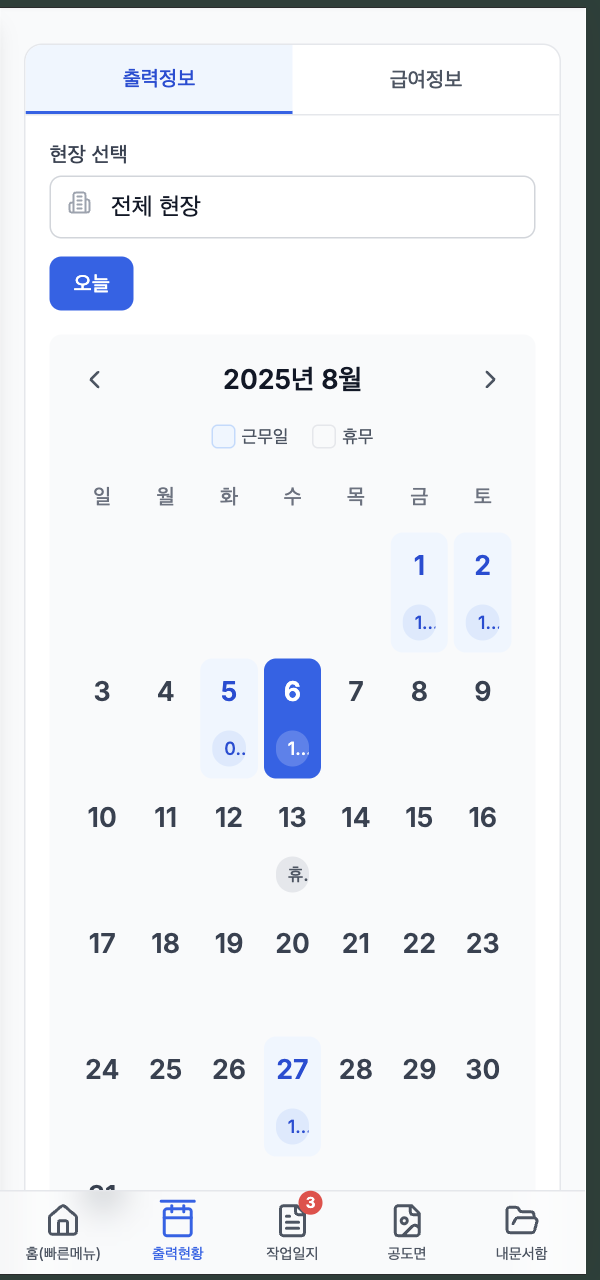 출력정보 급여정보
현장 선택
전체 현장
오늘
2025년 8월
근무일 휴무
일 월 화 수 목 금 토
1 2
1... 1...
3 4 5 6 7 8 9
0.. 1...
10 11 12 13 14 15 16
휴.
17 18 19 20 21 22 23
24 25 26 27 28 29 30
1...
31
3
홈(빠른메뉴) 출력현황 작업일지 공도면 내문서함